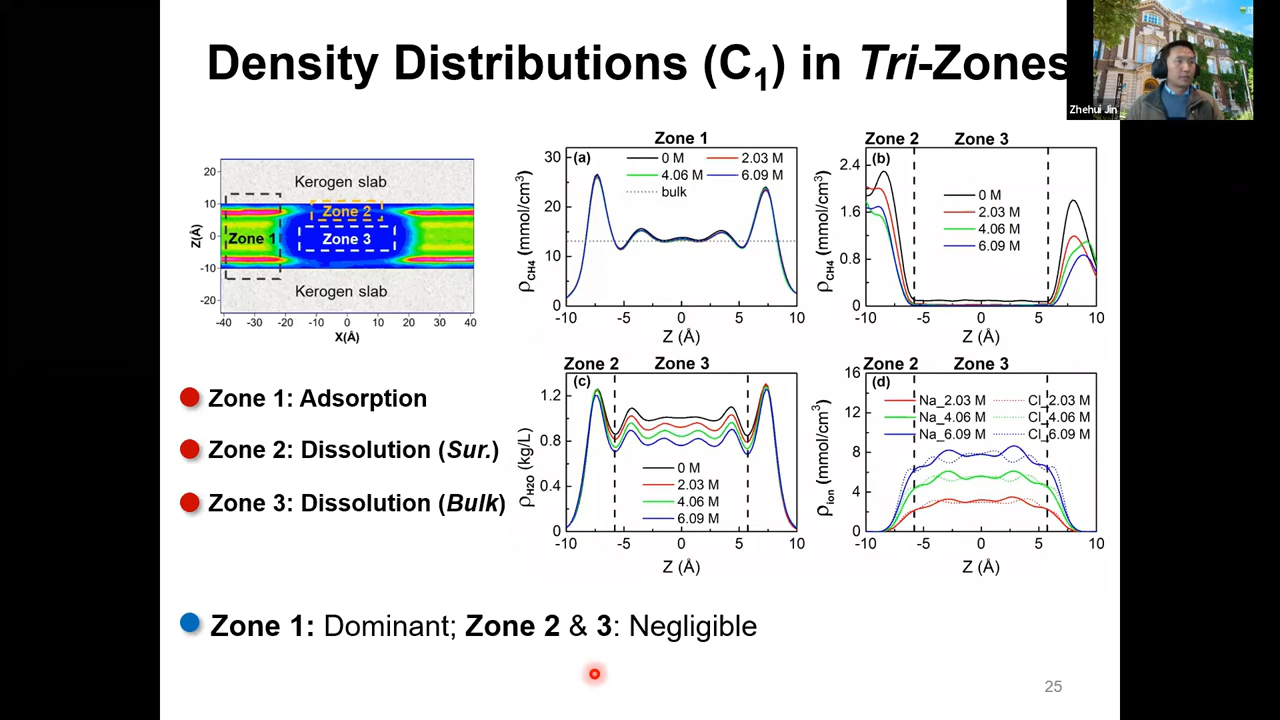 Density Distributions (C1) in Tri-Zones
Zhehui Jin
20
10
0
-10
-20
Z(Å)
Kerogen slab
Zone 2
Zone 1
Zone 3
Kerogen slab
-40 -30 -20 -10 0 10 20 30 40
X(Å)
Zone 1
(a)
0 M 2.03 M
4.06 M 6.09 M
bulk
30
20
10
0
ρCH4 (mmol/cm3)
-10 -5 0 5 10
Z (Å)
Zone 2 Zone 3
(b)
0 M
2.03 M
4.06 M
6.09 M
2.4
1.6
0.8
0
ρCH4 (mmol/cm3)
-10 -5 0 5 10
Z (Å)
Zone 2 Zone 3
(c)
0 M
2.03 M
4.06 M
6.09 M
1.2
0.8
0.4
0
ρH2O (kg/L)
-10 -5 0 5 10
Z (Å)
Zone 2 Zone 3
(d)
Na_2.03 M Cl_2.03 M
Na_4.06 M Cl_4.06 M
Na_6.09 M Cl_6.09 M
16
12
8
4
0
ρion (mmol/cm3)
-10 -5 0 5 10
Z (Å)
Zone 1: Adsorption
Zone 2: Dissolution (Sur.)
Zone 3: Dissolution (Bulk)
Zone 1: Dominant; Zone 2 & 3: Negligible
25